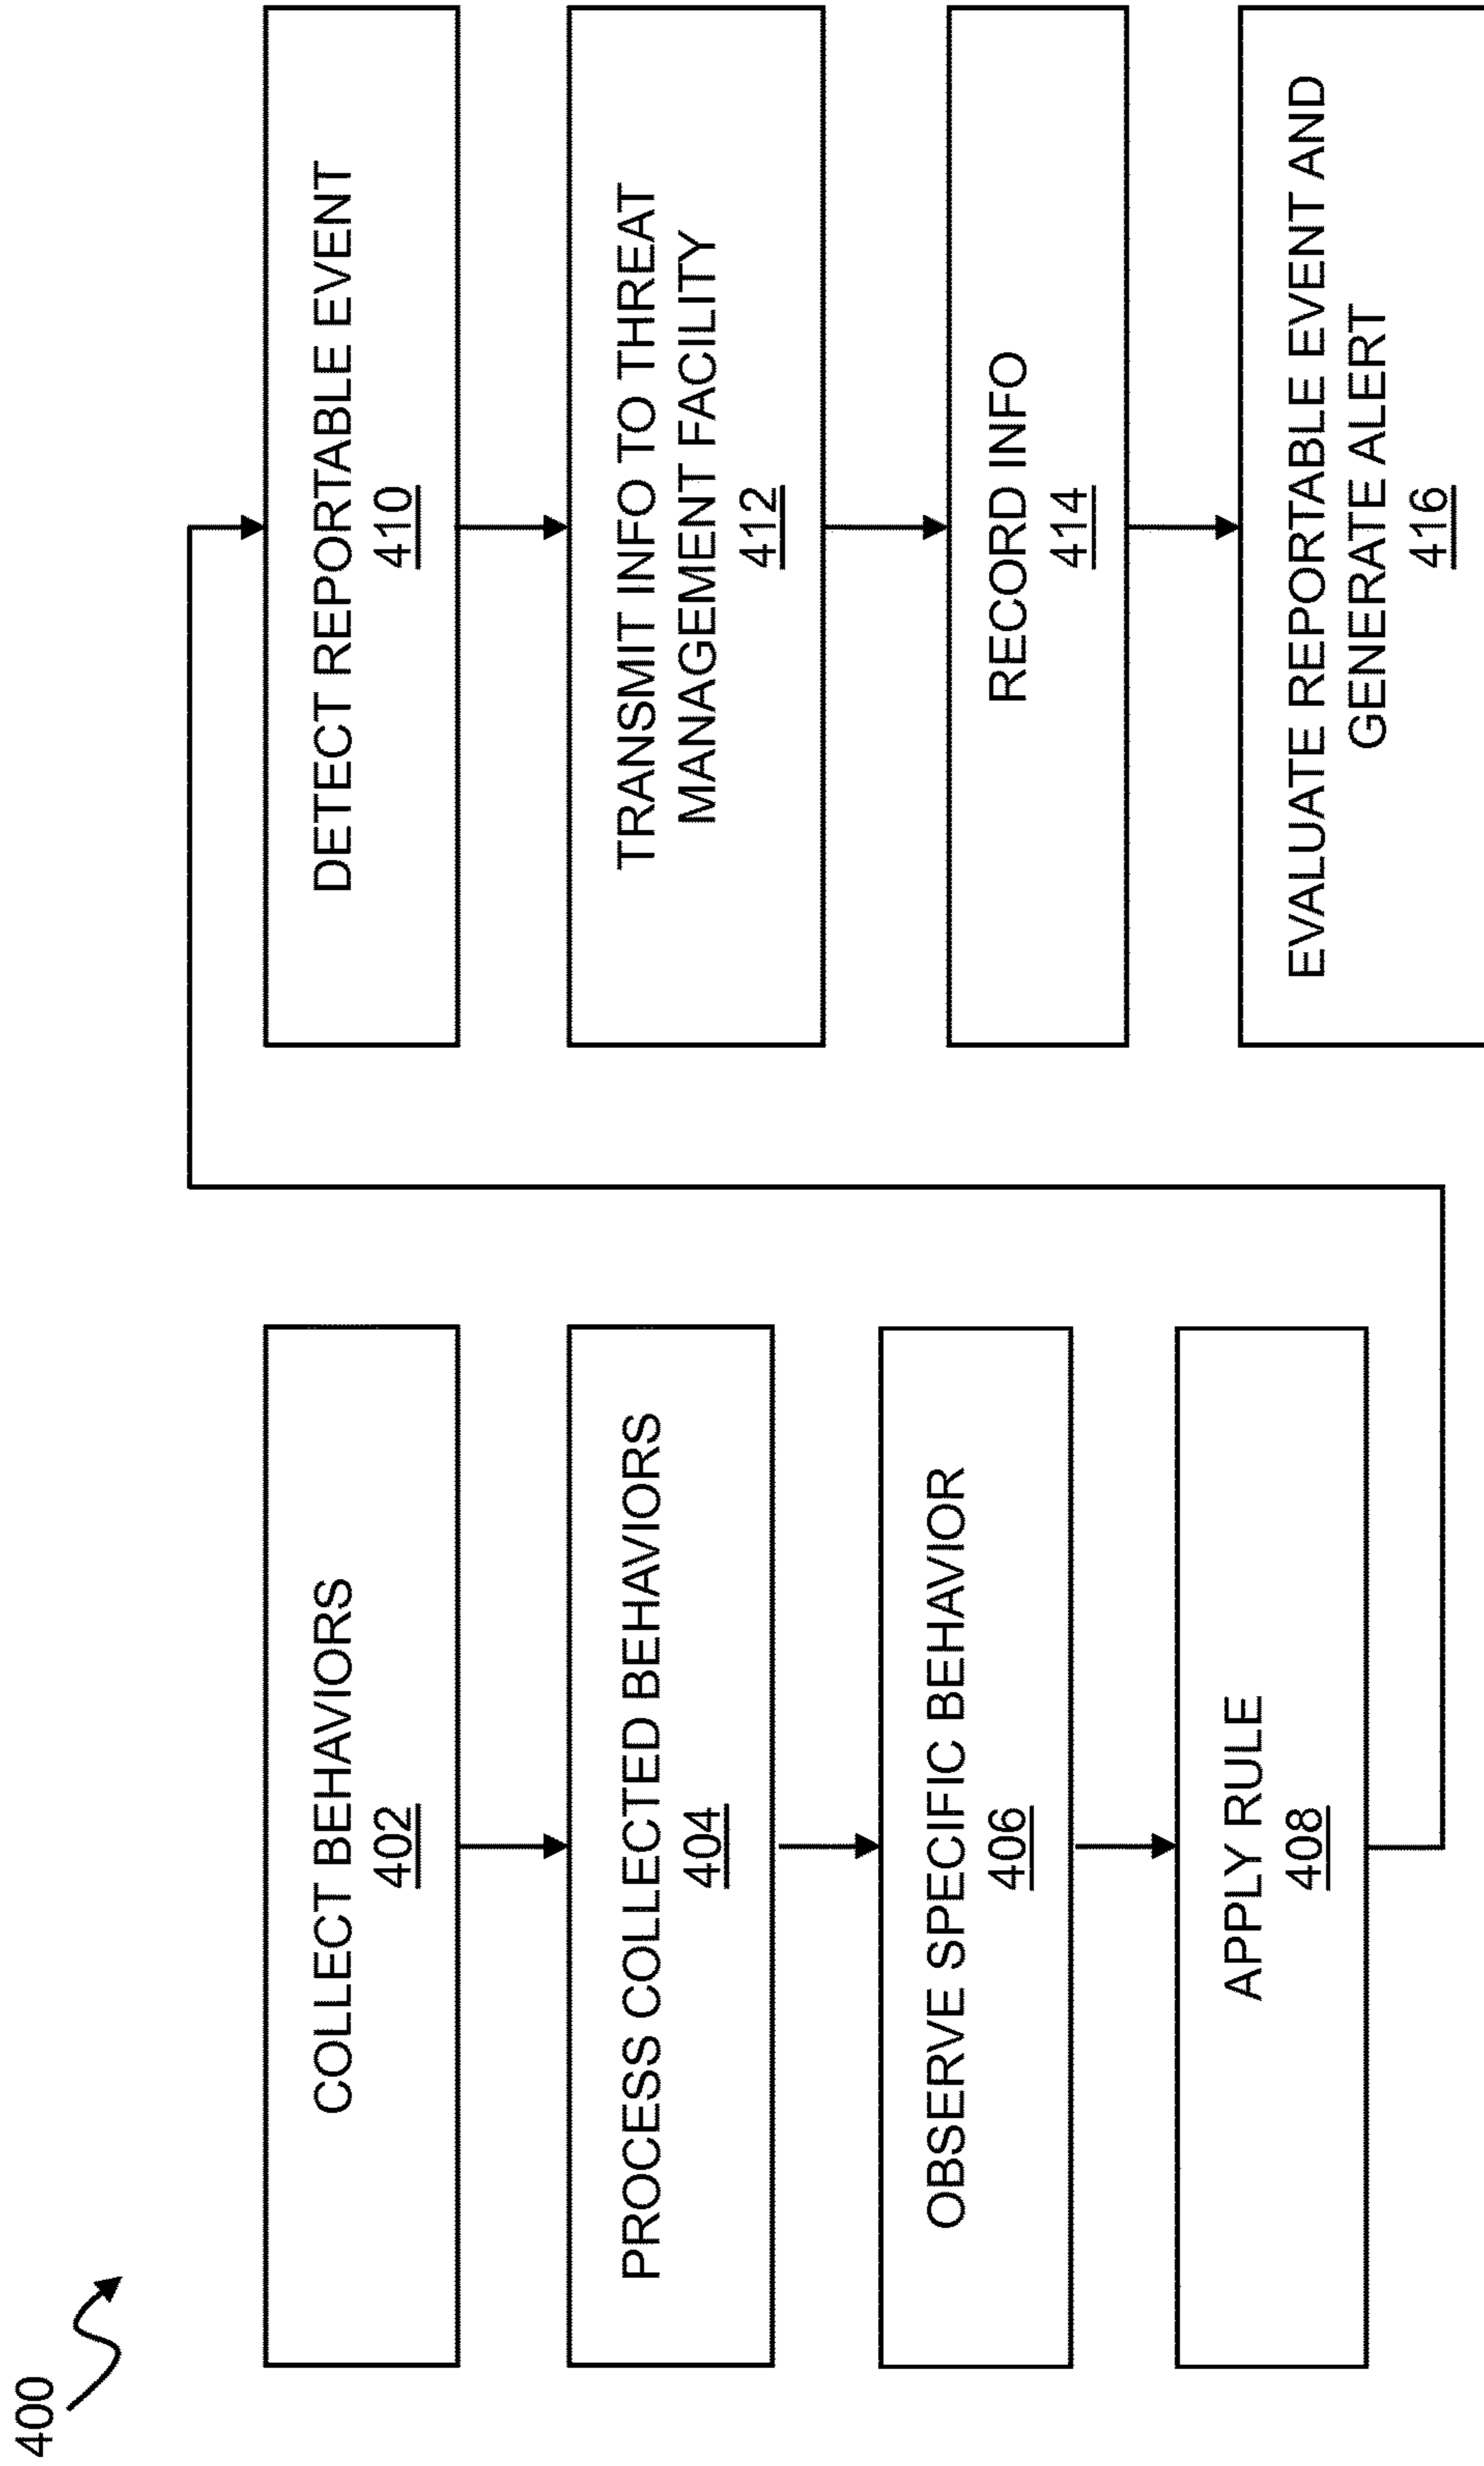 400
COLLECT BEHAVIORS
402
PROCESS COLLECTED BEHAVIORS
404
OBSERVE SPECIFIC BEHAVIOR
406
APPLY RULE
408
DETECT REPORTABLE EVENT
410
TRANSMIT INFO TO THREAT
MANAGEMENT FACILITY
412
RECORD INFO
414
EVALUATE REPORTABLE EVENT AND
GENERATE ALERT
416